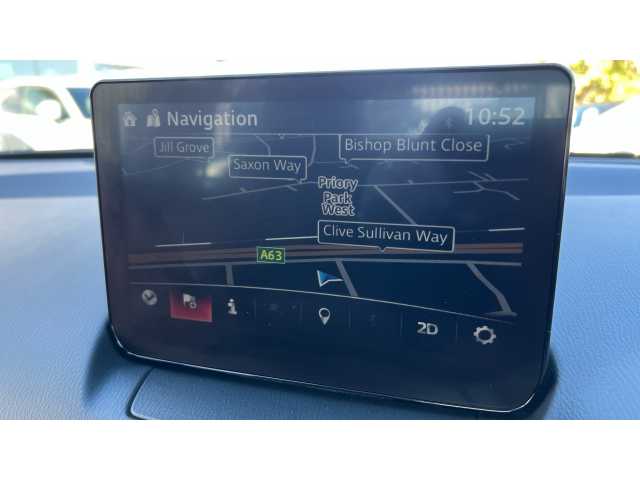 Navigation
10:52
Jill Grove
Saxon Way
Bishop Blunt Close
Priory
Park
West
Clive Sullivan Way
A63
i
2D